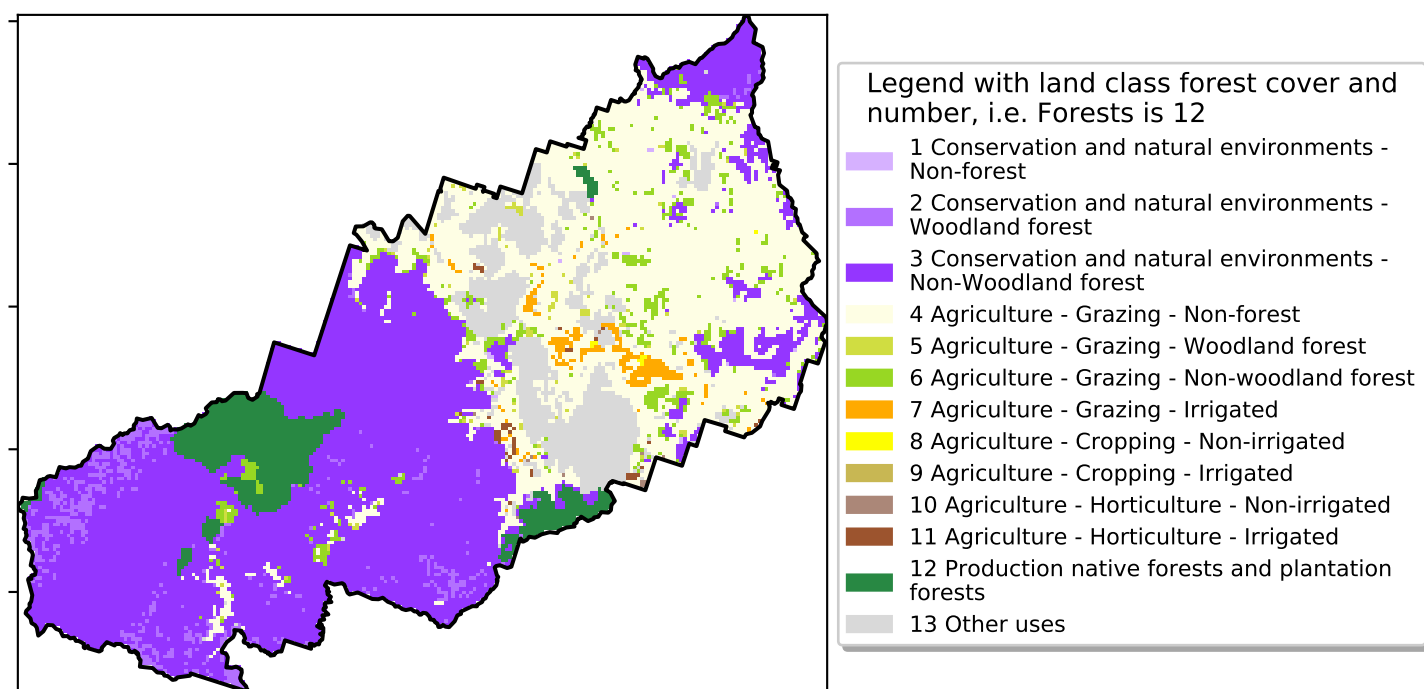 Legend with land class forest cover and
number, i.e. Forests is 12
1 Conservation and natural environments -
Non-forest
2 Conservation and natural environments -
Woodland forest
3 Conservation and natural environments -
Non-Woodland forest
4 Agriculture - Grazing - Non-forest
5 Agriculture - Grazing - Woodland forest
6 Agriculture - Grazing - Non-woodland forest
7 Agriculture - Grazing - Irrigated
8 Agriculture - Cropping - Non-irrigated
9 Agriculture - Cropping - Irrigated
10 Agriculture - Horticulture - Non-irrigated
11 Agriculture - Horticulture - Irrigated
12 Production native forests and plantation
forests
13 Other uses